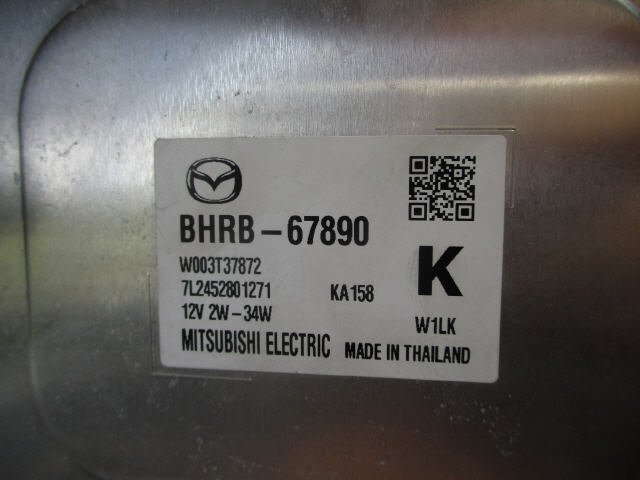 BHRB-67890
W003T37872
7L2452801271 KA158 K
12V 2W-34W W1LK
MITSUBISHI ELECTRIC MADE IN THAILAND